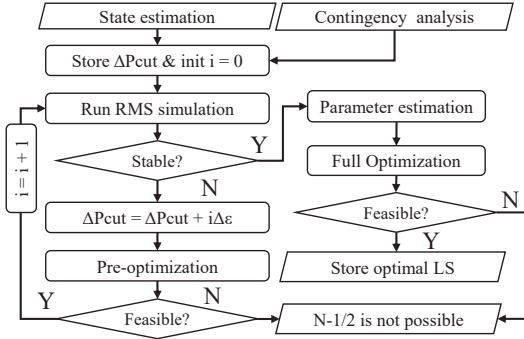 State estimation
Contingency analysis
Store ΔPcut & init i = 0
Run RMS simulation
Parameter estimation
i = i + 1
Stable?
Y
Full Optimization
N
ΔPcut = ΔPcut + iΔε
Feasible?
N
Y
Pre-optimization
Store optimal LS
Y
N
Feasible?
N-1/2 is not possible